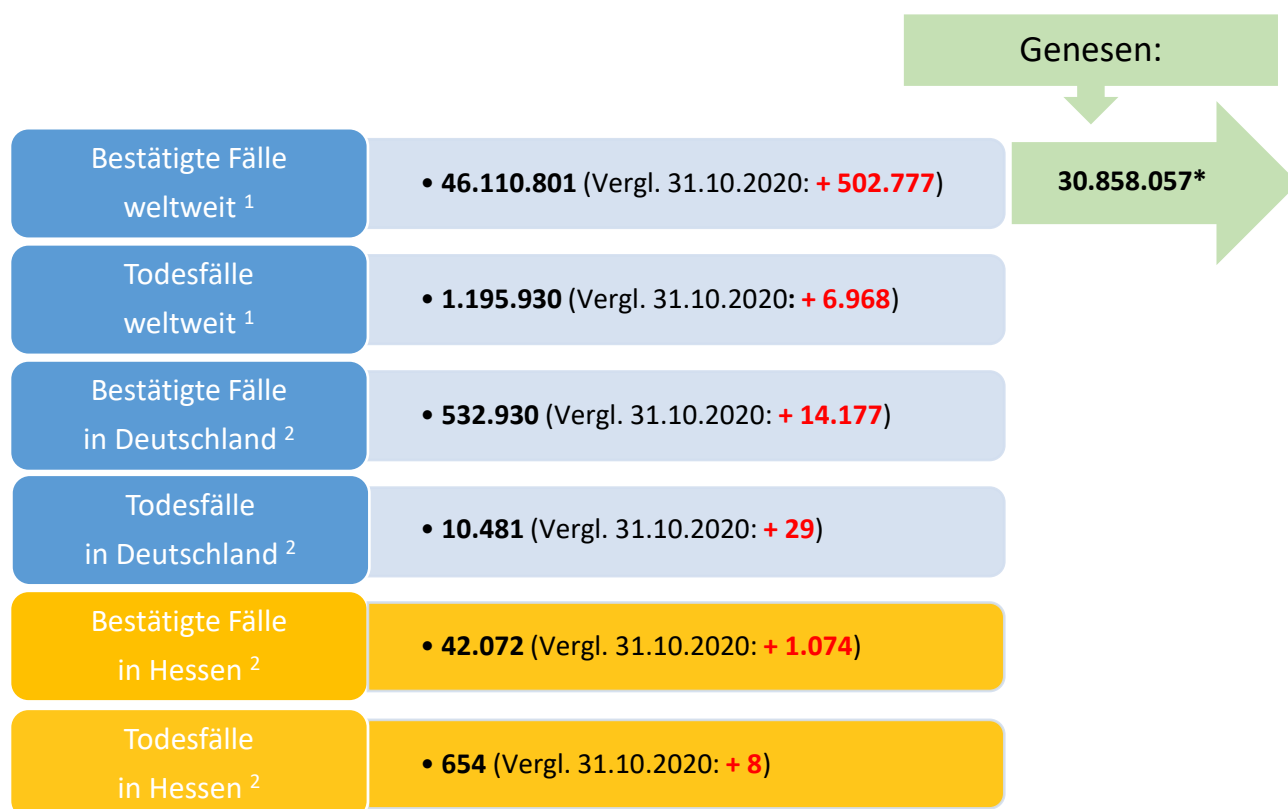 Genesen:
Bestätigte Fälle
weltweit ¹
• 46.110.801 (Vergl. 31.10.2020: + 502.777)
30.858.057*
Todesfälle
weltweit ¹
• 1.195.930 (Vergl. 31.10.2020: + 6.968)
Bestätigte Fälle
in Deutschland ²
• 532.930 (Vergl. 31.10.2020: + 14.177)
Todesfälle
in Deutschland ²
• 10.481 (Vergl. 31.10.2020: + 29)
Bestätigte Fälle
in Hessen ²
• 42.072 (Vergl. 31.10.2020: + 1.074)
Todesfälle
in Hessen ²
• 654 (Vergl. 31.10.2020: + 8)